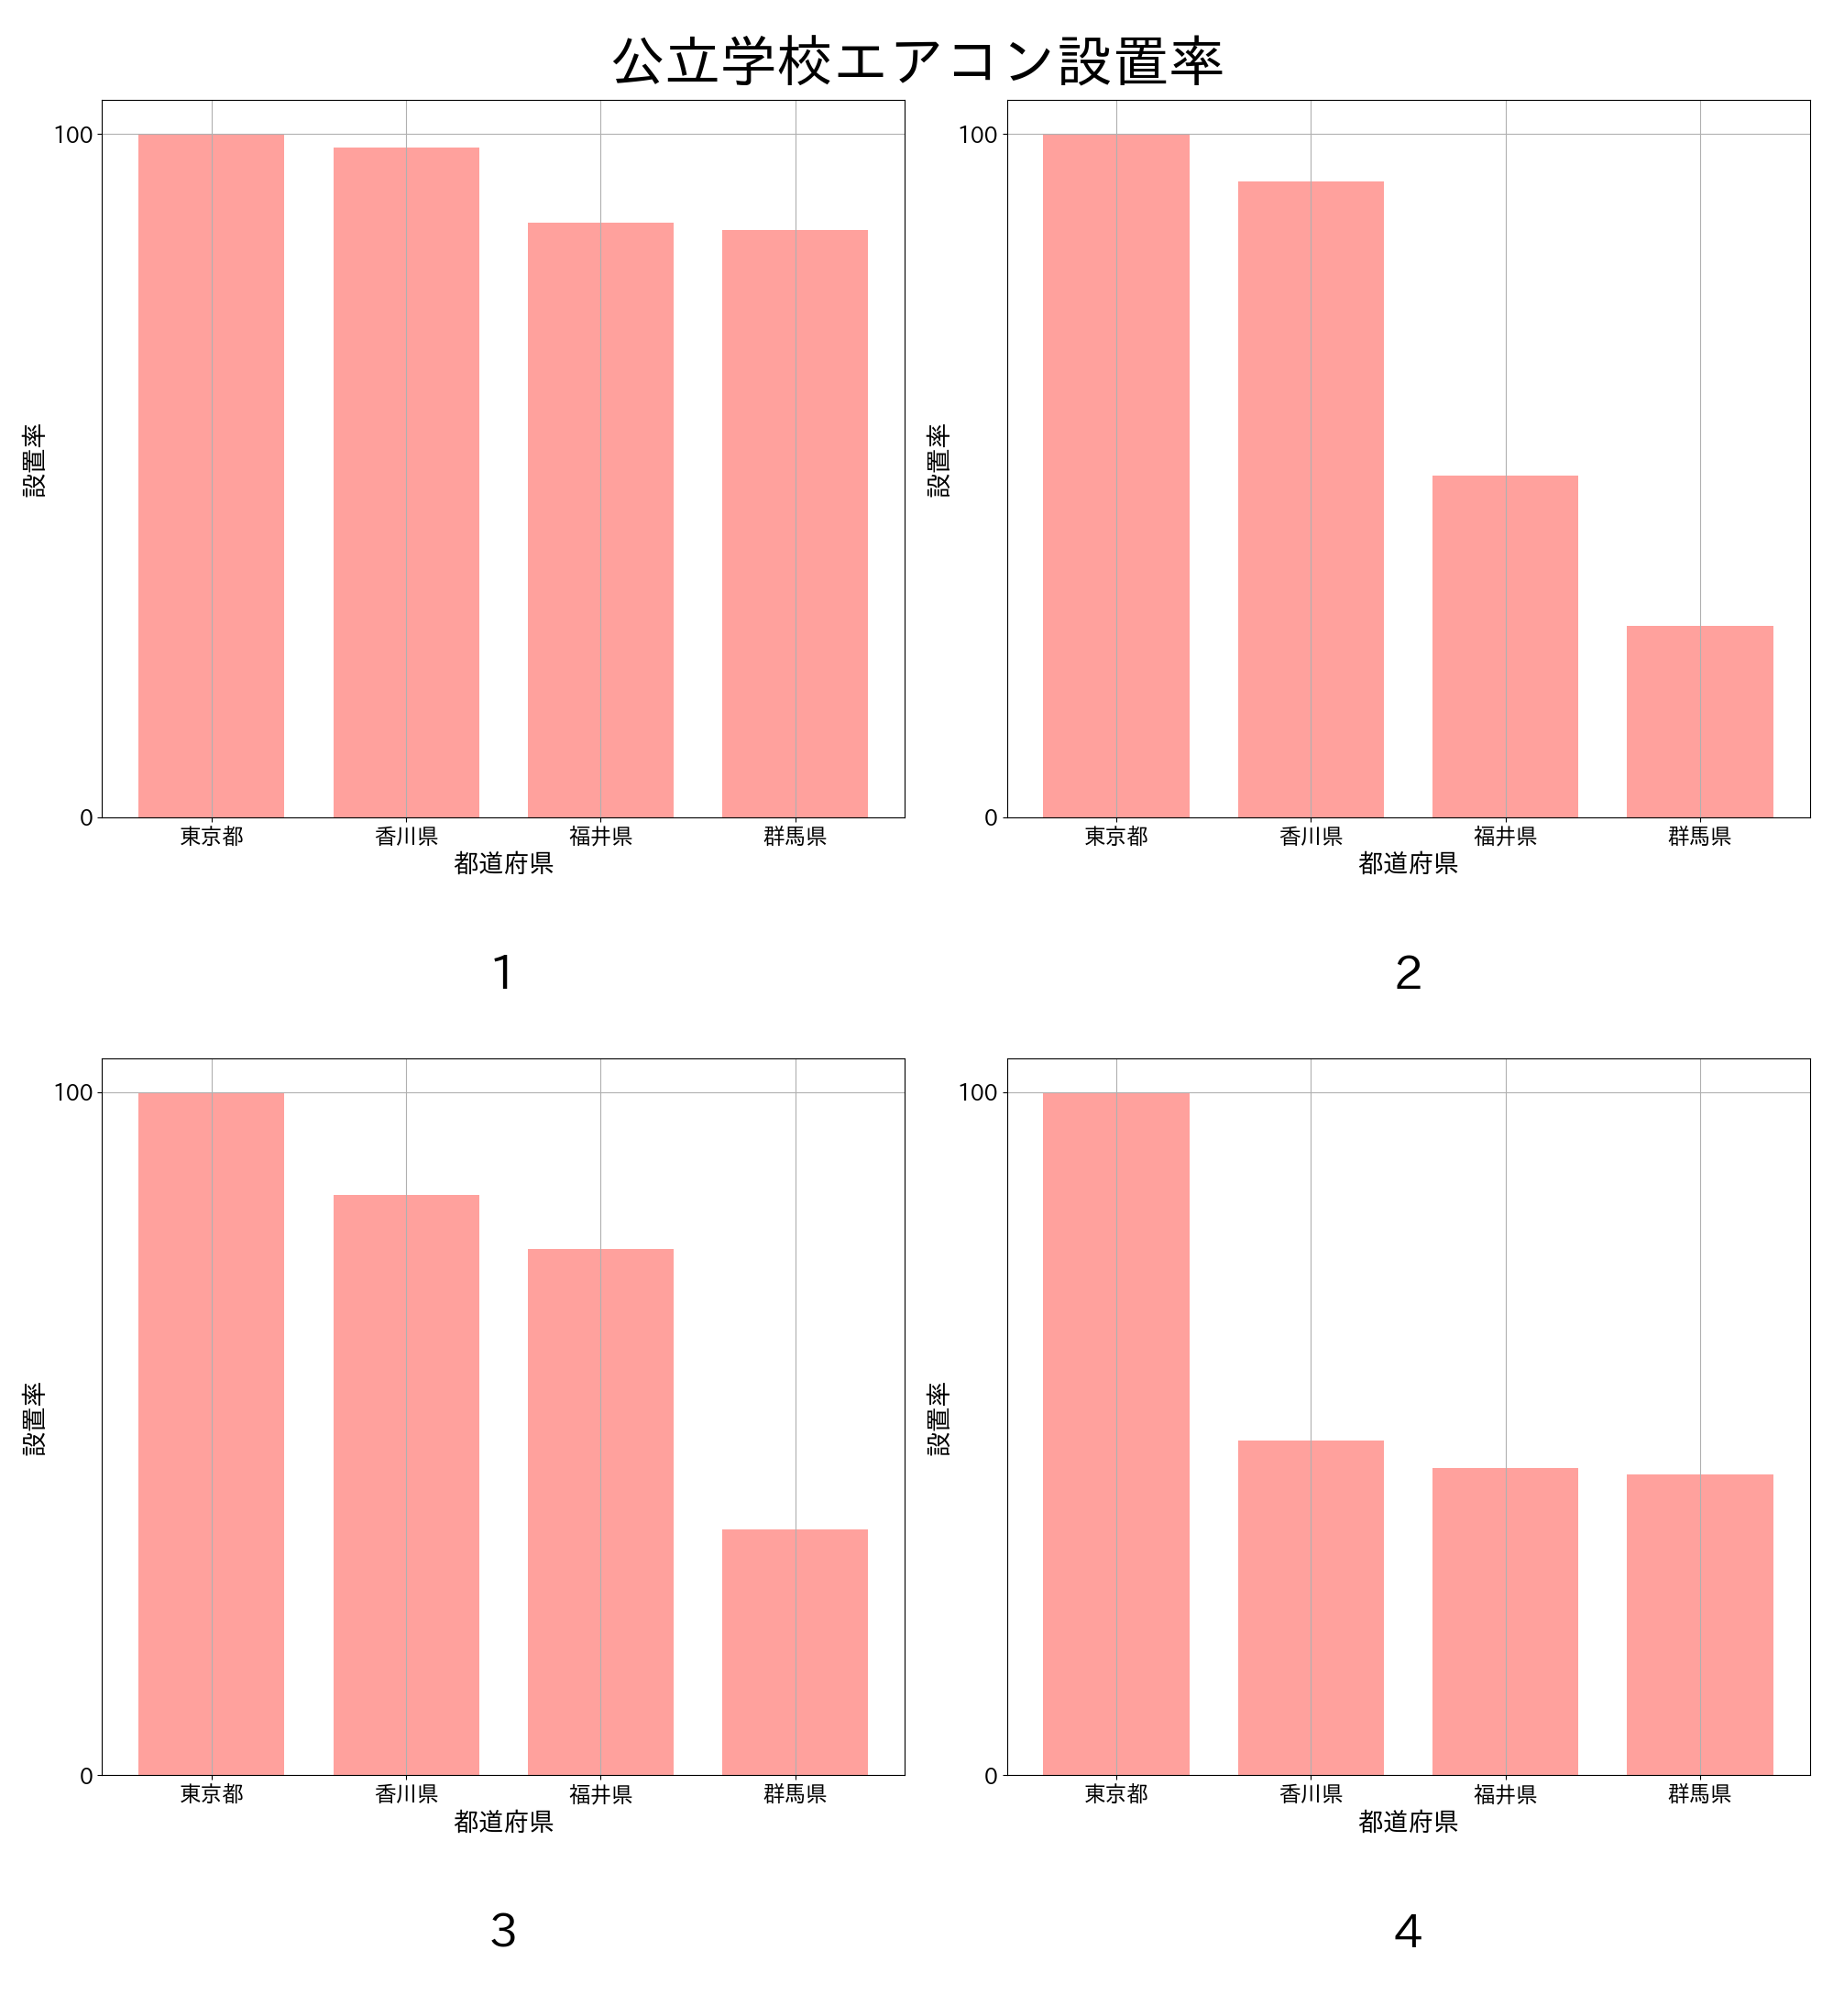 公立学校エアコン設置率
100
設置率
0
東京都 香川県 福井県 群馬県
都道府県
1
100
設置率
0
東京都 香川県 福井県 群馬県
都道府県
2
100
設置率
0
東京都 香川県 福井県 群馬県
都道府県
3
100
設置率
0
東京都 香川県 福井県 群馬県
都道府県
4